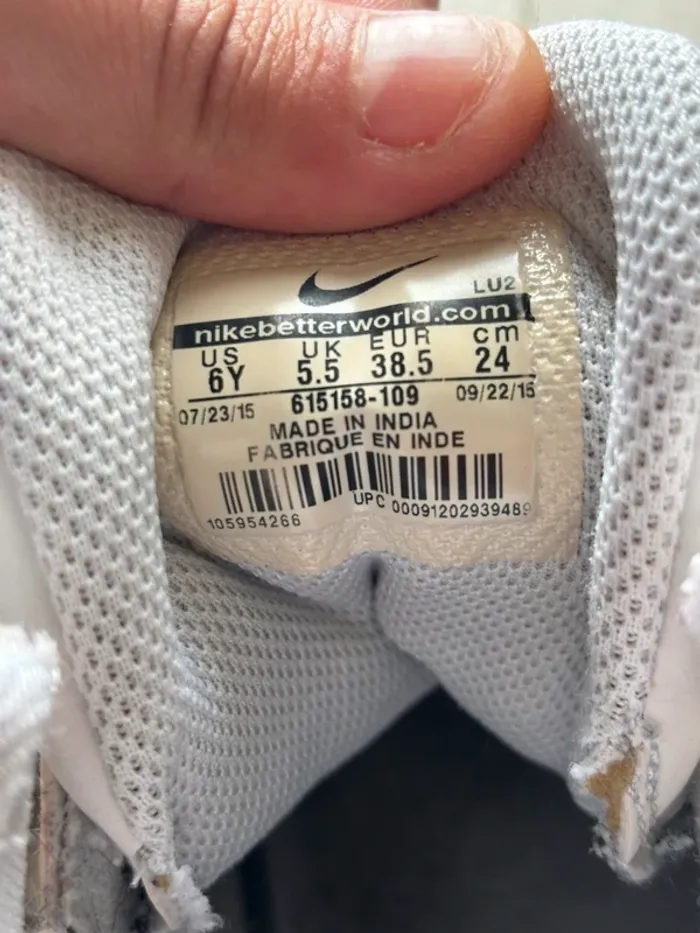 LU2
nikebetterworld.com
US UK EUR cm
6Y 5.5 38.5 24
07/23/15 615158-109 09/22/15
MADE IN INDIA
FABRIQUE EN INDE
105954266 UPC 00091202939489